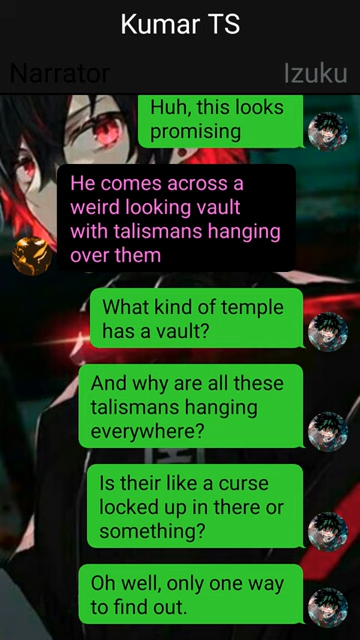 Kumar TS
Narrator
Izuku
Huh, this looks
promising
He comes across a
weird looking vault
with talismans hanging
over them
What kind of temple
has a vault?
And why are all these
talismans hanging
everywhere?
Is their like a curse
locked up in there or
something?
Oh well, only one way
to find out.